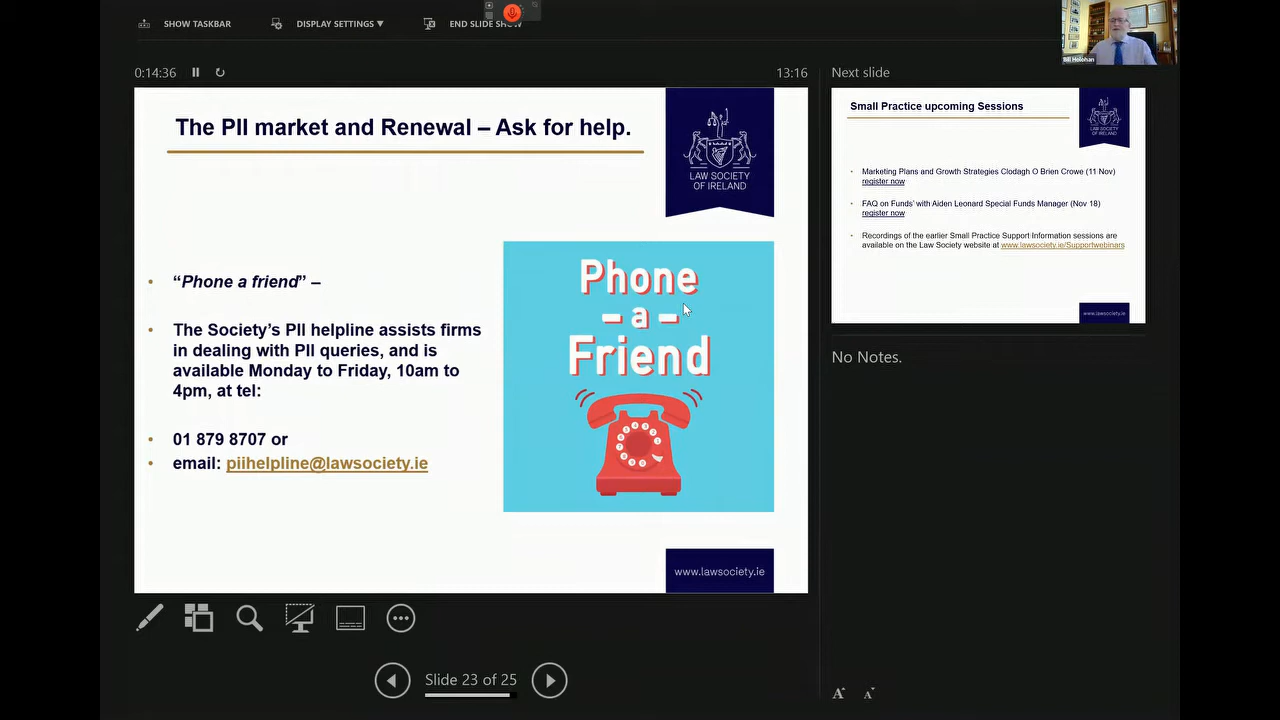 SHOW TASKBAR
DISPLAY SETTINGS ▼
END SLIDE SHOW
Bill Holohan
0:14:36
13:16
The PII market and Renewal – Ask for help.
LAW SOCIETY
OF IRELAND
• “Phone a friend” –
• The Society’s PII helpline assists firms
in dealing with PII queries, and is
available Monday to Friday, 10am to
4pm, at tel:
• 01 879 8707 or
• email: piihelpline@lawsociety.ie
Phone
– a –
Friend
www.lawsociety.ie
Slide 23 of 25
Next slide
Small Practice upcoming Sessions
LAW SOCIETY
OF IRELAND
• Marketing Plans and Growth Strategies Clodagh O Brien Crowe (11 Nov)
register now
• FAQ on Funds’ with Aiden Leonard Special Funds Manager (Nov 18)
register now
• Recordings of the earlier Small Practice Support Information sessions are
available on the Law Society website at www.lawsociety.ie/Supportwebinars
www.lawsociety.ie
No Notes.
A A